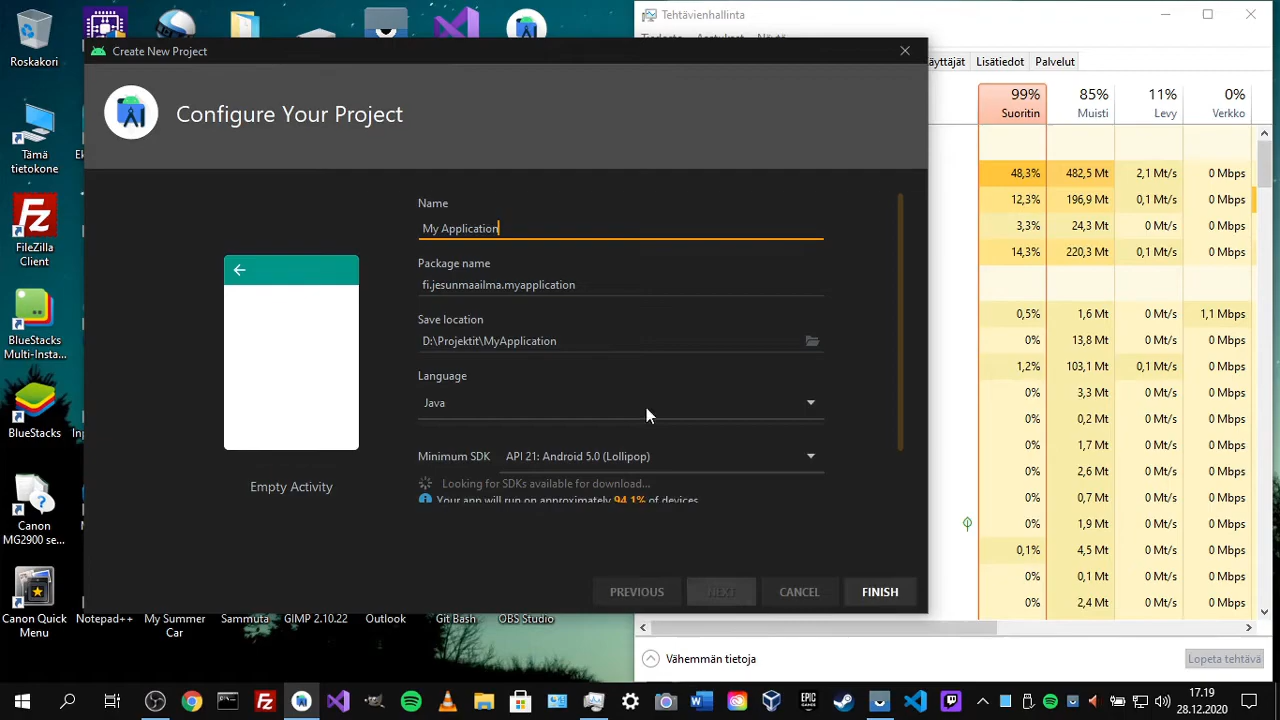 Roskakori
Tehtävienhallinta
Create New Project
Configure Your Project
äyttäjät Lisätiedot Palvelut
99% 85% 11% 0%
Suoritin Muisti Levy Verkko
Tämä
tietokone
Name
My Application
48,3% 482,5 Mt 2,1 Mt/s 0 Mbps
12,3% 196,9 Mt 0,1 Mt/s 0 Mbps
3,3% 24,3 Mt 0 Mt/s 0 Mbps
14,3% 220,3 Mt 0,1 Mt/s 0 Mbps
FileZilla
Client
Package name
fi.jesunmaailma.myapplication
Save location
D:\Projektit\MyApplication
0,5% 1,6 Mt 0 Mt/s 1,1 Mbps
0% 13,8 Mt 0 Mt/s 0 Mbps
1,2% 103,1 Mt 0,1 Mt/s 0 Mbps
0% 3,3 Mt 0 Mt/s 0 Mbps
0% 0,2 Mt 0 Mt/s 0 Mbps
0% 1,7 Mt 0 Mt/s 0 Mbps
0% 2,6 Mt 0 Mt/s 0 Mbps
0% 0,7 Mt 0 Mt/s 0 Mbps
0% 1,9 Mt 0 Mt/s 0 Mbps
0,1% 4,5 Mt 0 Mt/s 0 Mbps
0% 0,1 Mt 0 Mt/s 0 Mbps
0% 2,4 Mt 0 Mt/s 0 Mbps
BlueStacks
Multi-Insta...
Language
Java
BlueStacks
Minimum SDK API 21: Android 5.0 (Lollipop)
Looking for SDKs available for download...
Your app will run on approximately 94.1% of devices
Empty Activity
Canon
MG2900 se...
PREVIOUS NEXT CANCEL FINISH
Canon Quick
Menu
Notepad++
My Summer
Car
Sammuta
GIMP 2.10.22
Outlook
Git Bash
OBS Studio
Vähemmän tietoja
Lopeta tehtävä
17.19
28.12.2020